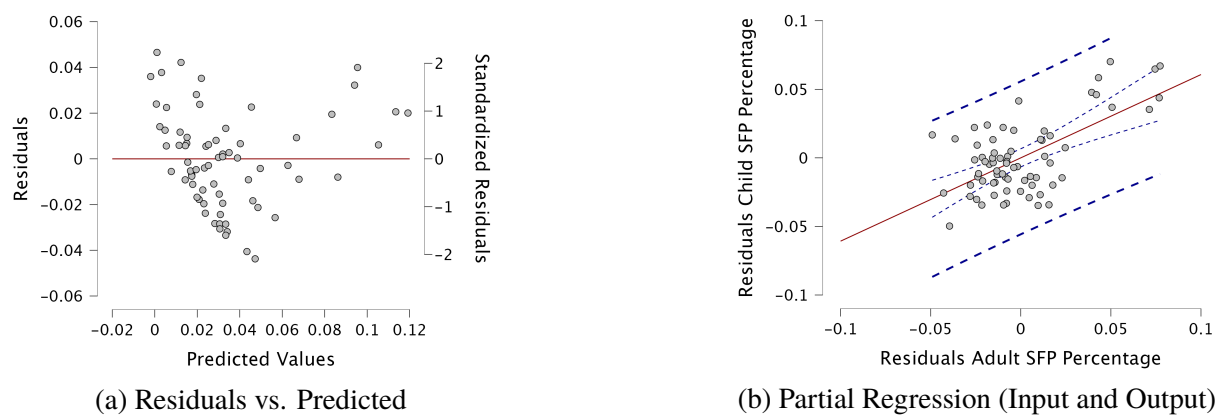 0.06
0.04
0.02
0
-0.02
-0.04
-0.06
Residuals
2
1
0
-1
-2
Standardized Residuals
-0.02 0 0.02 0.04 0.06 0.08 0.1 0.12
Predicted Values
(a) Residuals vs. Predicted
0.1
0.05
0
-0.05
-0.1
Residuals Child SFP Percentage
-0.1 -0.05 0 0.05 0.1
Residuals Adult SFP Percentage
(b) Partial Regression (Input and Output)